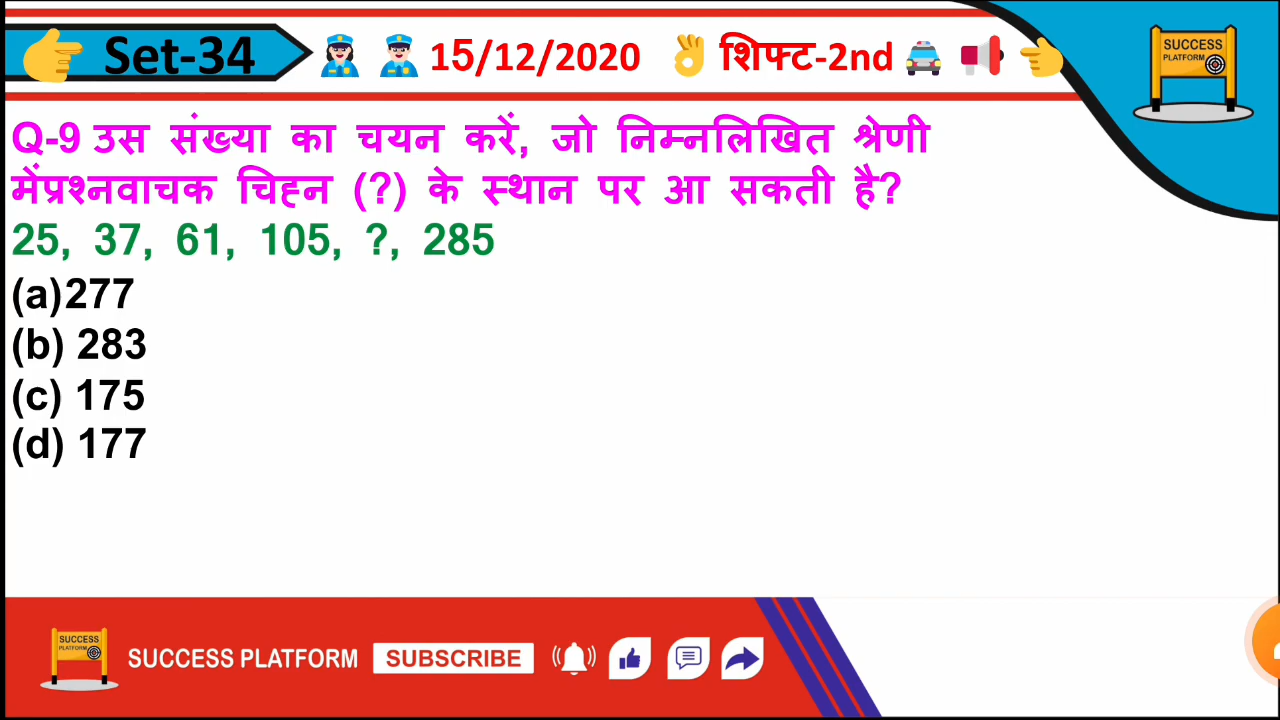 Set-34 15/12/2020 शिफ्ट-2nd
SUCCESS
PLATFORM
Q-9 उस संख्या का चयन करें, जो निम्नलिखित श्रेणी
मेंप्रश्नवाचक चिह्न (?) के स्थान पर आ सकती है?
25, 37, 61, 105, ?, 285
(a)277
(b) 283
(c) 175
(d) 177
SUCCESS
PLATFORM
SUCCESS PLATFORM SUBSCRIBE